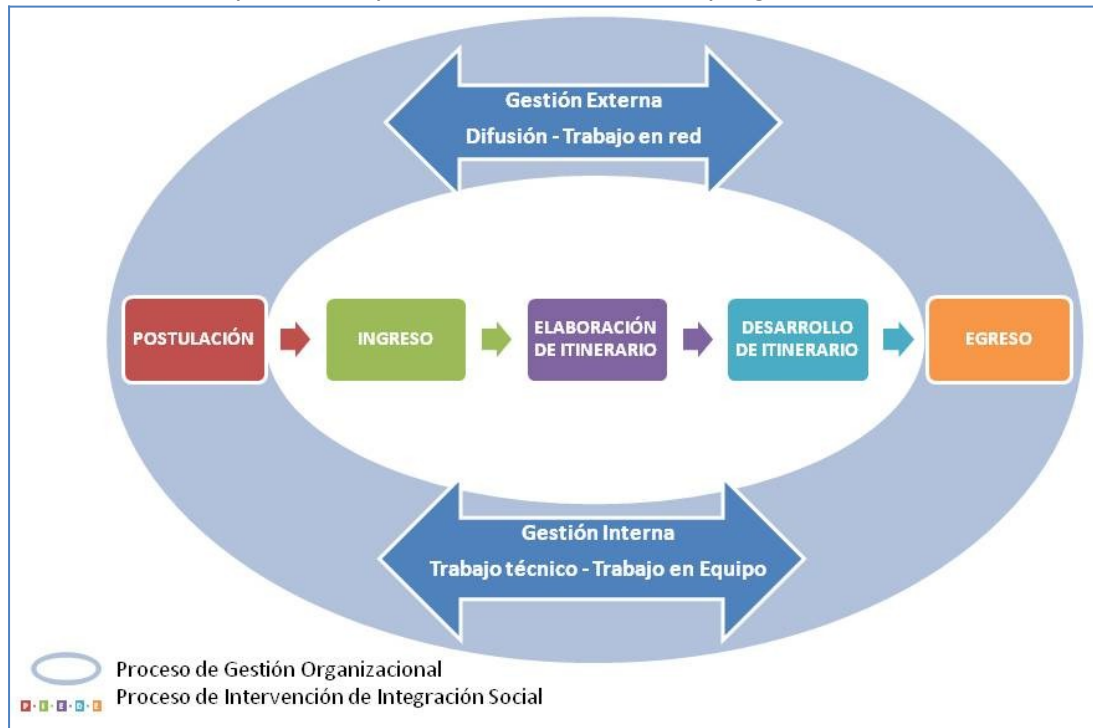 Gestión Externa
Difusión - Trabajo en red
POSTULACIÓN
INGRESO
ELABORACIÓN
DE ITINERARIO
DESARROLLO
DE ITINERARIO
EGRESO
Gestión Interna
Trabajo técnico - Trabajo en Equipo
Proceso de Gestión Organizacional
P · I · E · D · E Proceso de Intervención de Integración Social